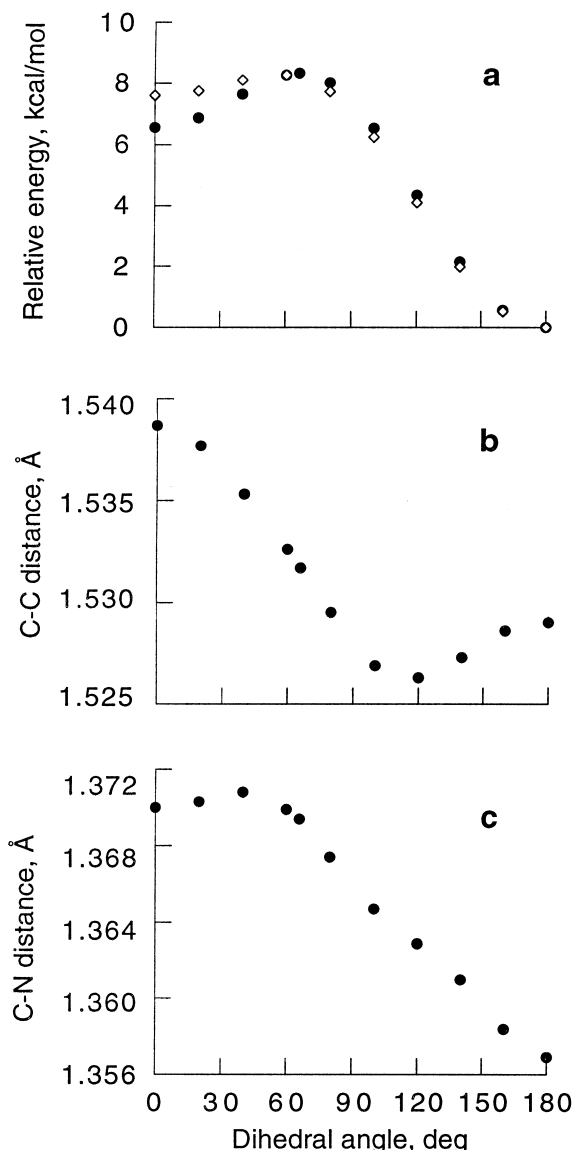 10
8
6
4
2
0
Relative energy, kcal/mol
a
1.540
1.535
1.530
1.525
C-C distance, Å
b
1.372
1.368
1.364
1.360
1.356
C-N distance, Å
c
0 30 60 90 120 150 180
Dihedral angle, deg